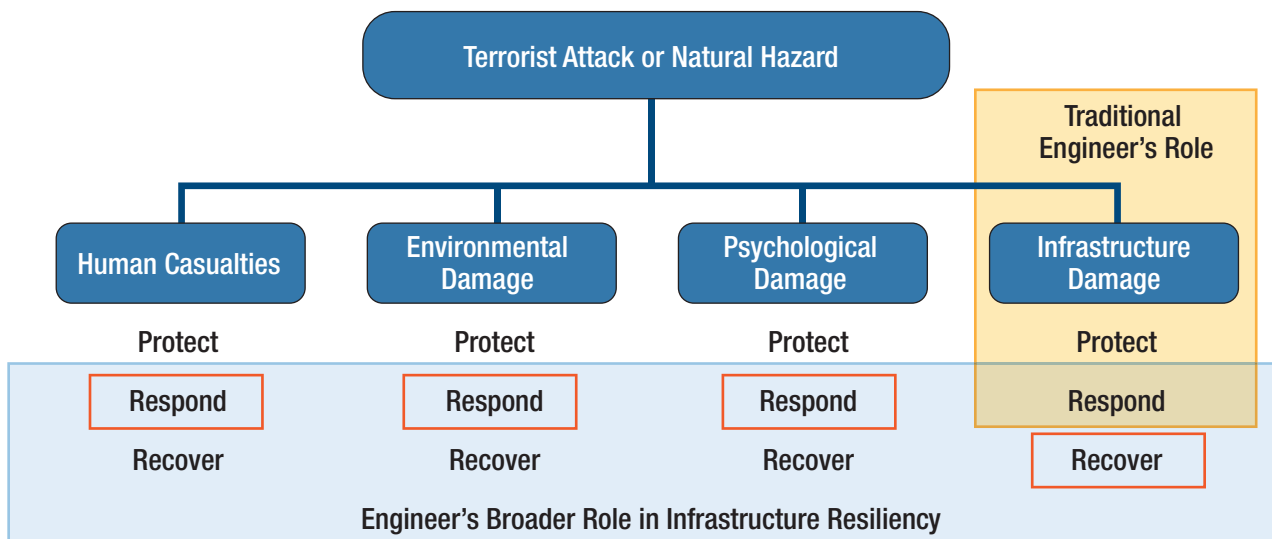 Terrorist Attack or Natural Hazard
Traditional
Engineer’s Role
Human Casualties
Environmental
Damage
Psychological
Damage
Infrastructure
Damage
Protect
Protect
Protect
Protect
Respond
Respond
Respond
Respond
Recover
Recover
Recover
Recover
Engineer’s Broader Role in Infrastructure Resiliency